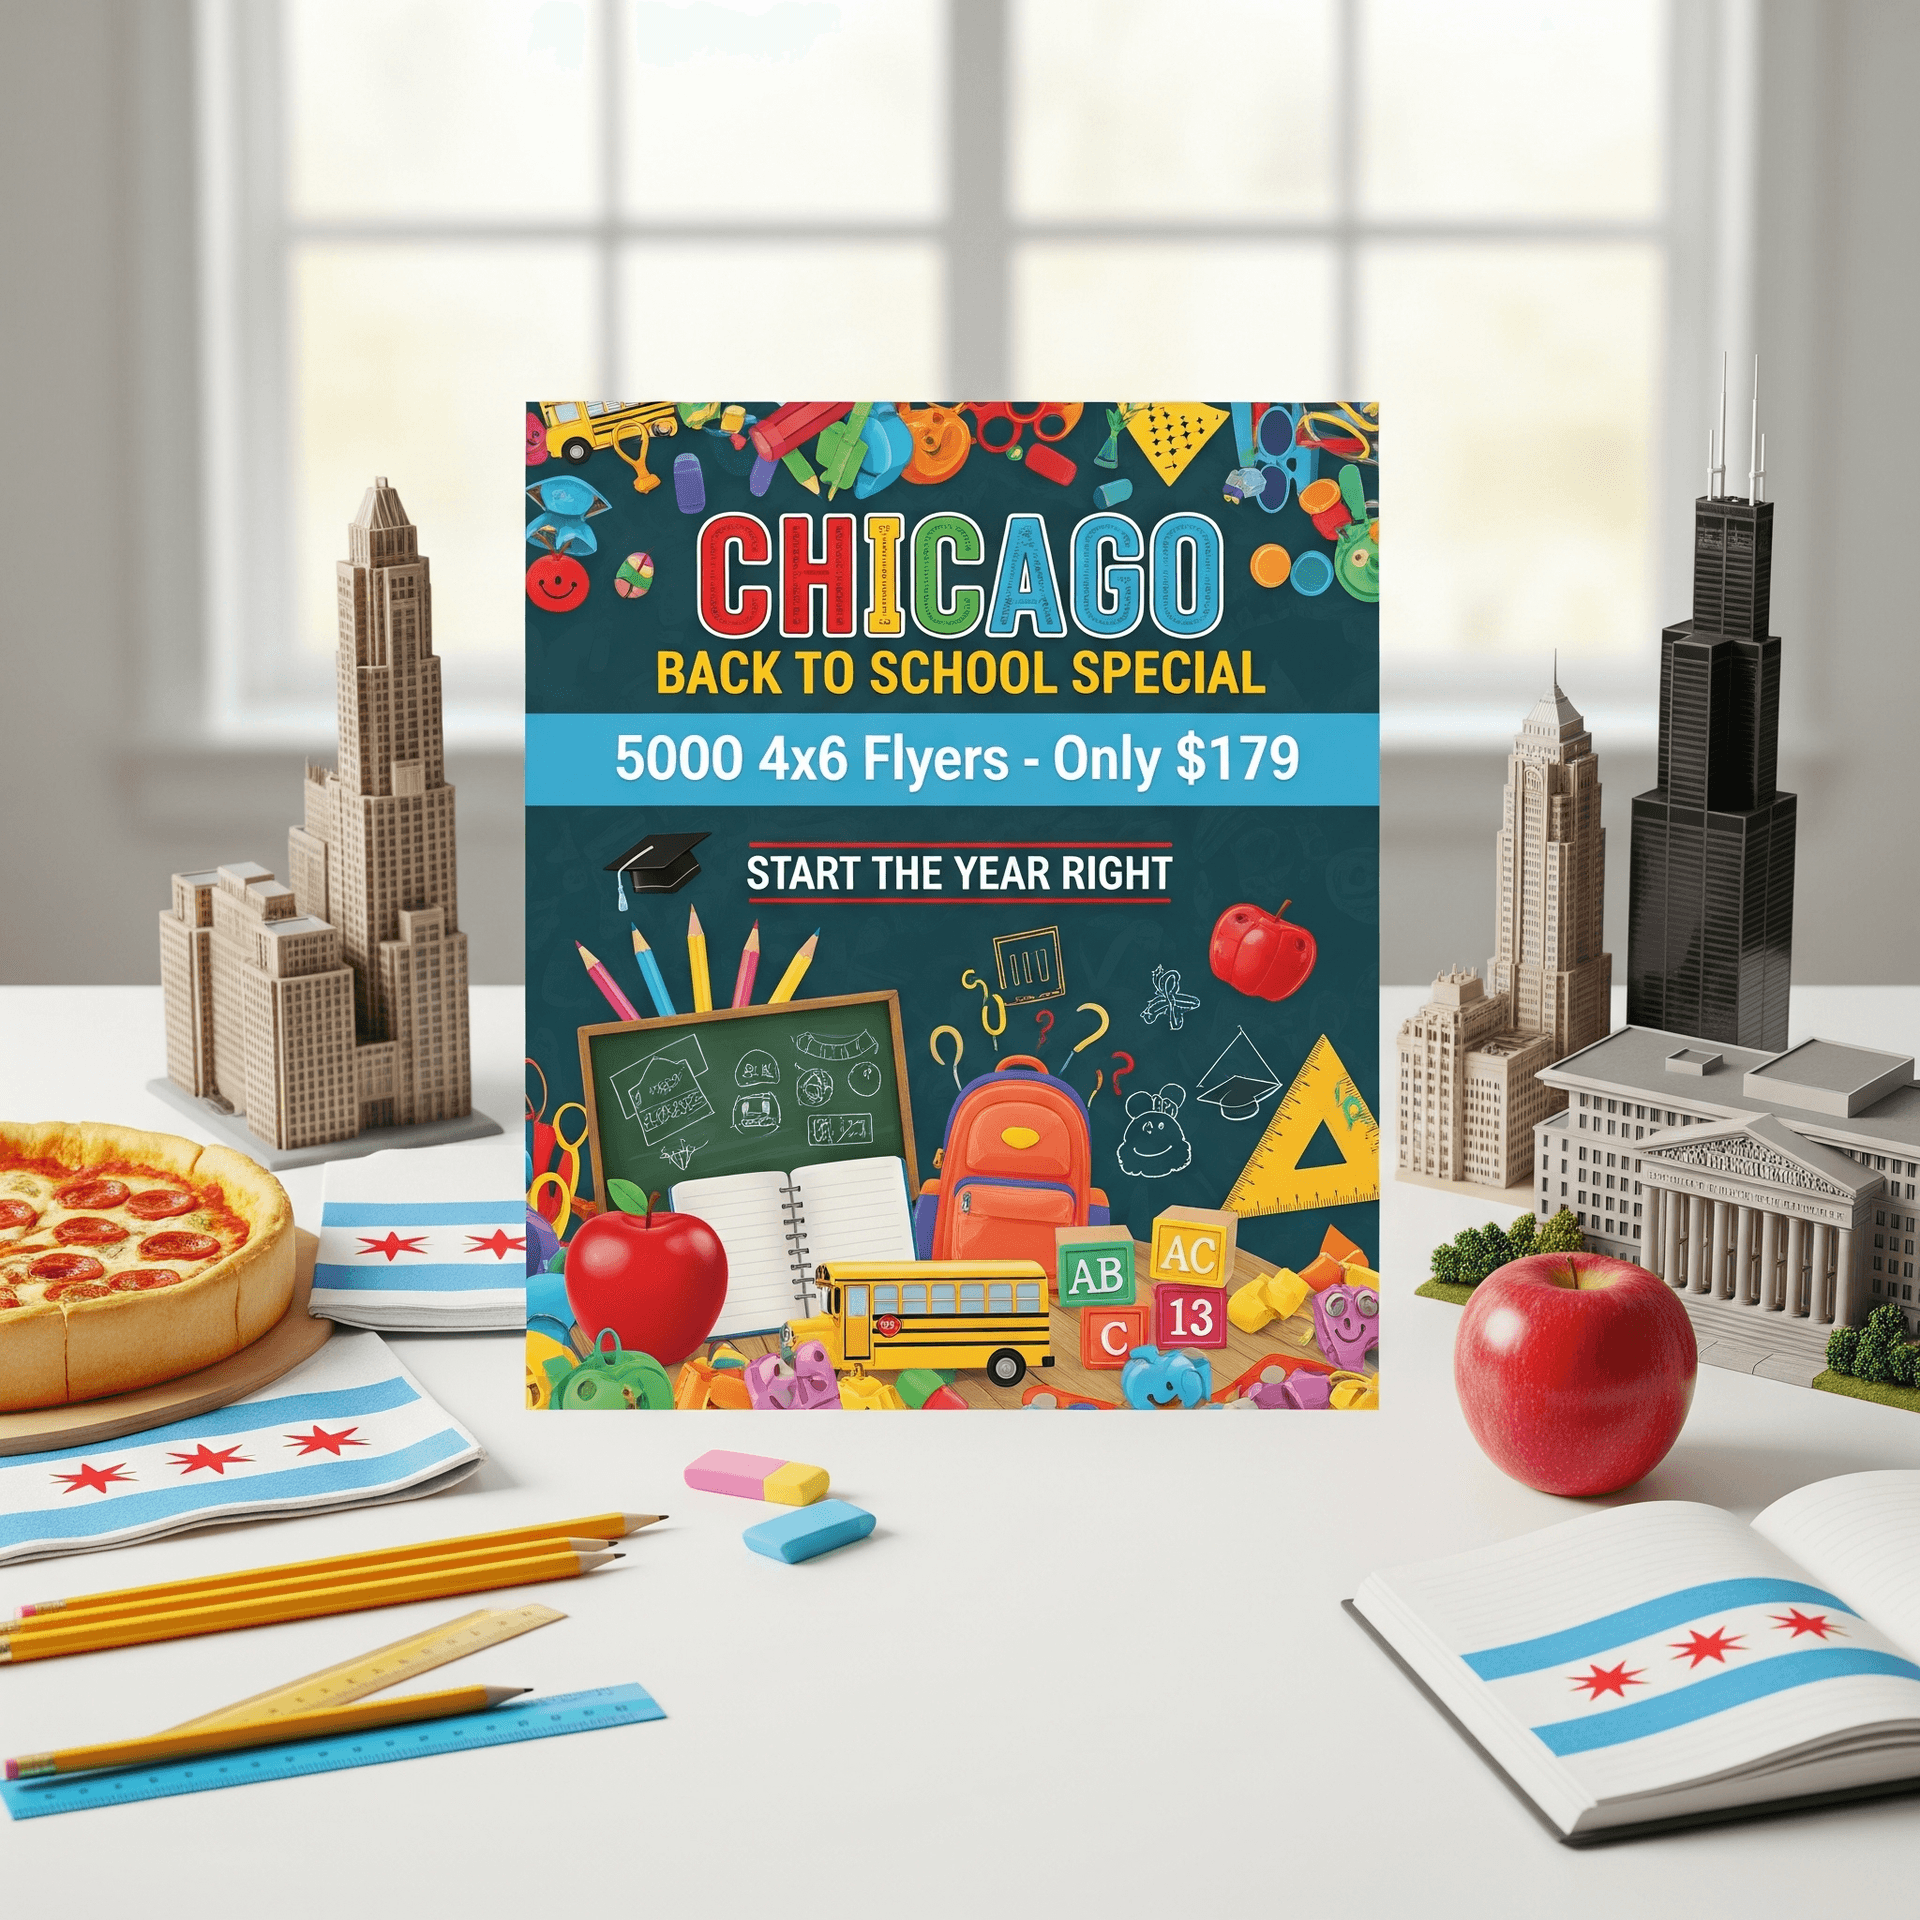 CHICAGO
BACK TO SCHOOL SPECIAL
5000 4x6 Flyers - Only $179
START THE YEAR RIGHT
AB
AC
C
13